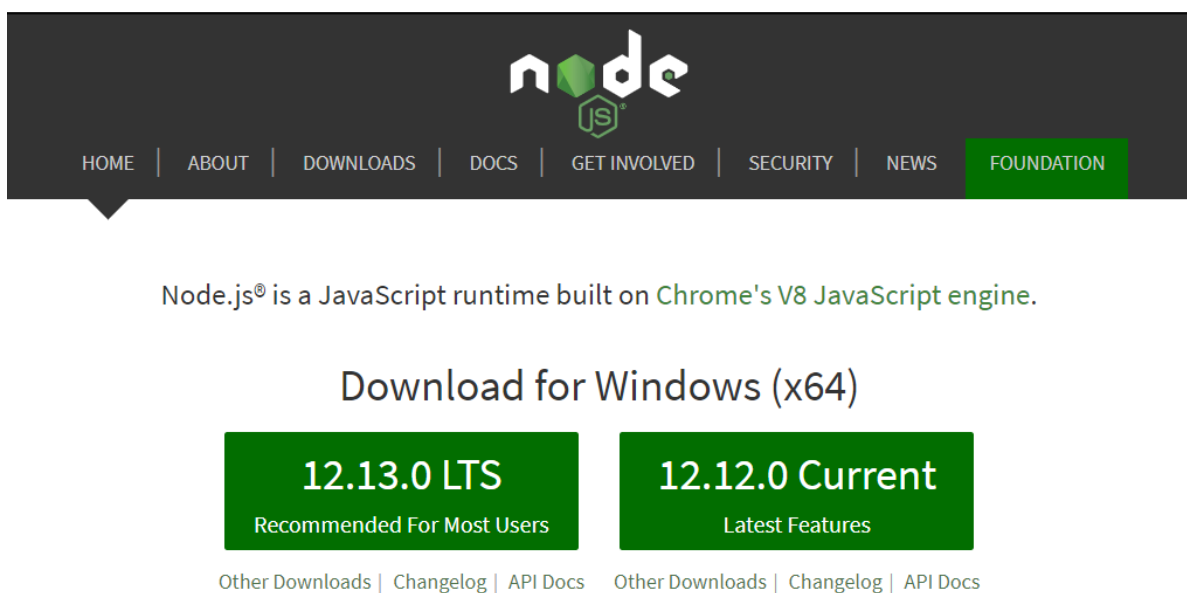 node
JS®
HOME | ABOUT | DOWNLOADS | DOCS | GET INVOLVED | SECURITY | NEWS FOUNDATION
Node.js® is a JavaScript runtime built on Chrome's V8 JavaScript engine.
Download for Windows (x64)
12.13.0 LTS
Recommended For Most Users
12.12.0 Current
Latest Features
Other Downloads | Changelog | API Docs
Other Downloads | Changelog | API Docs